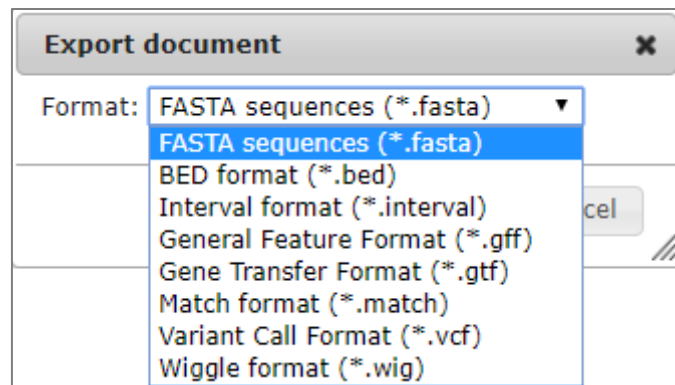 Export document
Format: FASTA sequences (*.fasta)
FASTA sequences (*.fasta)
BED format (*.bed)
Interval format (*.interval)
cel
General Feature Format (*.gff)
Gene Transfer Format (*.gtf)
Match format (*.match)
Variant Call Format (*.vcf)
Wiggle format (*.wig)